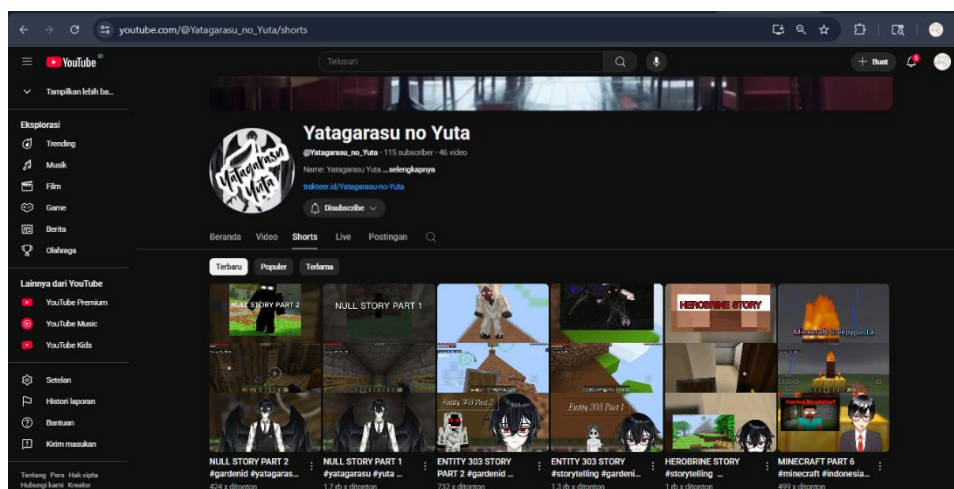 youtube.com/@Yatagarasu_no_Yuta/shorts
YouTube ID
Telusuri
Buat
Tampilkan lebih ba...
Eksplorasi
Trending
Musik
Film
Game
Berita
Olahraga
Lainnya dari YouTube
YouTube Premium
YouTube Music
YouTube Kids
Setelan
Histori laporan
Bantuan
Kirim masukan
Tentang Pers Hak cipta
Hubungi kami Kreator
Yatagarasu
Yuta
Yatagarasu no Yuta
@Yatagarasu_no_Yuta · 115 subscriber · 46 video
Name: Yatagarasu Yuta ...selengkapnya
trakteer.id/Yatagarasu-no-Yuta
Disubscribe
Beranda Video Shorts Live Postingan
Terbaru Populer Terlama
NULL STORY PART 2
NULL STORY PART 2
#gardenid #yatagaras...
424 x ditonton
NULL STORY PART 1
NULL STORY PART 1
#yatagarasu #yuta ...
1.7 rb x ditonton
Entity 303 Part 2
ENTITY 303 STORY
PART 2 #gardenid ...
732 x ditonton
Entity 303 Part 1
ENTITY 303 STORY
#storytelling #gardeni...
1.3 rb x ditonton
HEROBRINE STORY
HEROBRINE STORY
#storytelling ...
1 rb x ditonton
Minecraft Creepypasta
MINECRAFT PART 6
#minecraft #indonesia...
499 x ditonton